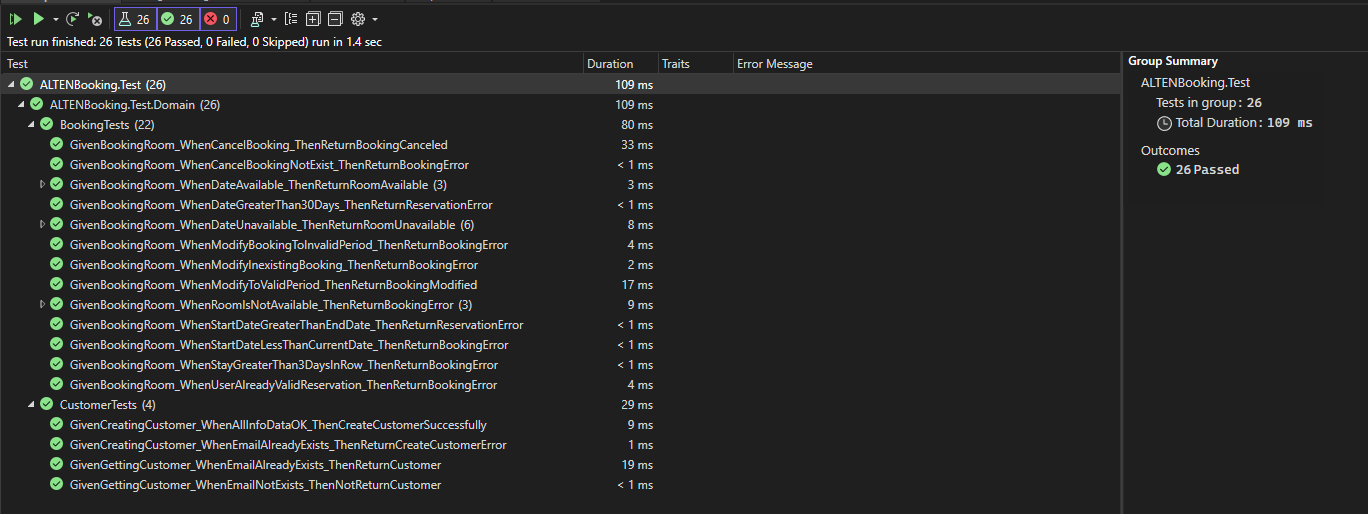 26 26 0
Test run finished: 26 Tests (26 Passed, 0 Failed, 0 Skipped) run in 1.4 sec
Test Duration Traits Error Message
ALTENBooking.Test (26) 109 ms
ALTENBooking.Test.Domain (26) 109 ms
BookingTests (22) 80 ms
GivenBookingRoom_WhenCancelBooking_ThenReturnBookingCanceled 33 ms
GivenBookingRoom_WhenCancelBookingNotExist_ThenReturnBookingError < 1 ms
GivenBookingRoom_WhenDateAvailable_ThenReturnRoomAvailable (3) 3 ms
GivenBookingRoom_WhenDateGreaterThan30Days_ThenReturnReservationError < 1 ms
GivenBookingRoom_WhenDateUnavailable_ThenReturnRoomUnavailable (6) 8 ms
GivenBookingRoom_WhenModifyBookingToInvalidPeriod_ThenReturnBookingError 4 ms
GivenBookingRoom_WhenModifyInexistingBooking_ThenReturnBookingError 2 ms
GivenBookingRoom_WhenModifyToValidPeriod_ThenReturnBookingModified 17 ms
GivenBookingRoom_WhenRoomIsNotAvailable_ThenReturnBookingError (3) 9 ms
GivenBookingRoom_WhenStartDateGreaterThanEndDate_ThenReturnReservationError < 1 ms
GivenBookingRoom_WhenStartDateLessThanCurrentDate_ThenReturnBookingError < 1 ms
GivenBookingRoom_WhenStayGreaterThan3DaysInRow_ThenReturnBookingError < 1 ms
GivenBookingRoom_WhenUserAlreadyValidReservation_ThenReturnBookingError 4 ms
CustomerTests (4) 29 ms
GivenCreatingCustomer_WhenAllInfoDataOK_ThenCreateCustomerSuccessfully 9 ms
GivenCreatingCustomer_WhenEmailAlreadyExists_ThenReturnCreateCustomerError 1 ms
GivenGettingCustomer_WhenEmailAlreadyExists_ThenReturnCustomer 19 ms
GivenGettingCustomer_WhenEmailNotExists_ThenNotReturnCustomer < 1 ms
Group Summary
ALTENBooking.Test
Tests in group: 26
Total Duration: 109 ms
Outcomes
26 Passed